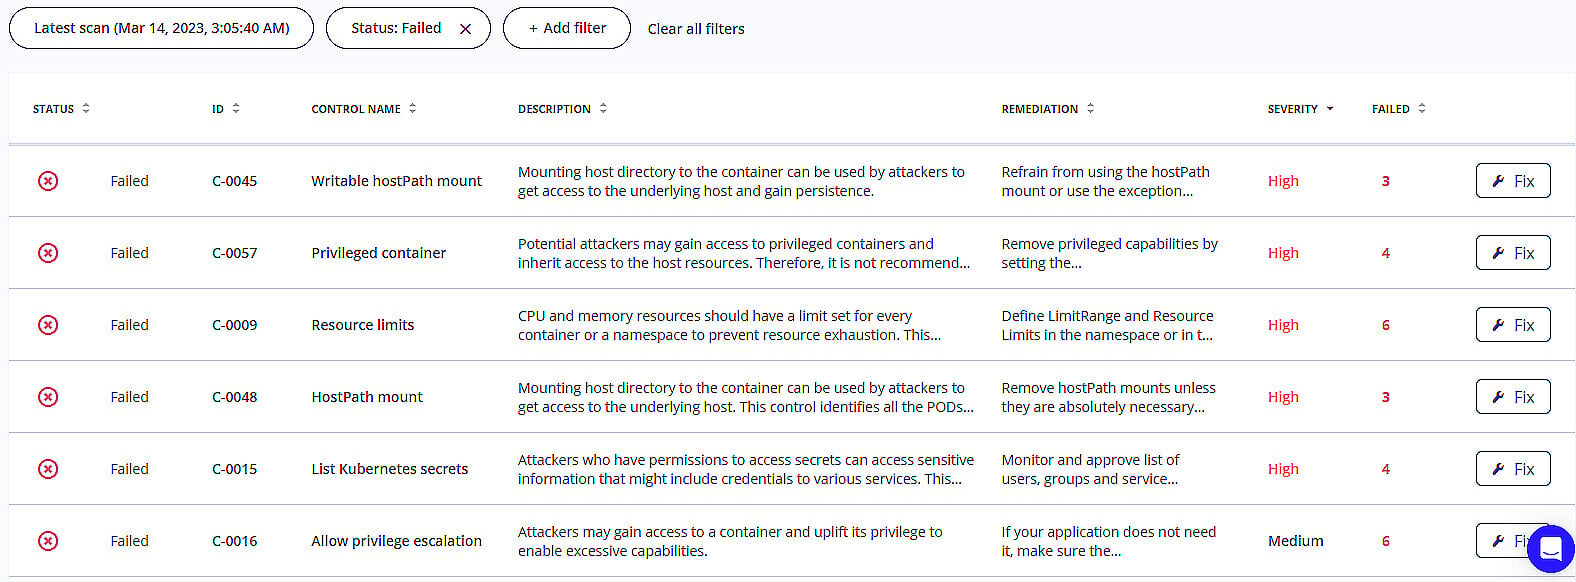 Latest scan (Mar 14, 2023, 3:05:40 AM) Status: Failed + Add filter Clear all filters
STATUS ID CONTROL NAME DESCRIPTION REMEDIATION SEVERITY FAILED
Failed C-0045 Writable hostPath mount
Mounting host directory to the container can be used by attackers to
get access to the underlying host and gain persistence.
Refrain from using the hostPath
mount or use the exception...
High 3 Fix
Failed C-0057 Privileged container
Potential attackers may gain access to privileged containers and
inherit access to the host resources. Therefore, it is not recommend...
Remove privileged capabilities by
setting the...
High 4 Fix
Failed C-0009 Resource limits
CPU and memory resources should have a limit set for every
container or a namespace to prevent resource exhaustion. This...
Define LimitRange and Resource
Limits in the namespace or in t...
High 6 Fix
Failed C-0048 HostPath mount
Mounting host directory to the container can be used by attackers to
get access to the underlying host. This control identifies all the PODs...
Remove hostPath mounts unless
they are absolutely necessary...
High 3 Fix
Failed C-0015 List Kubernetes secrets
Attackers who have permissions to access secrets can access sensitive
information that might include credentials to various services. This...
Monitor and approve list of
users, groups and service...
High 4 Fix
Failed C-0016 Allow privilege escalation
Attackers may gain access to a container and uplift its privilege to
enable excessive capabilities.
If your application does not need
it, make sure the...
Medium 6